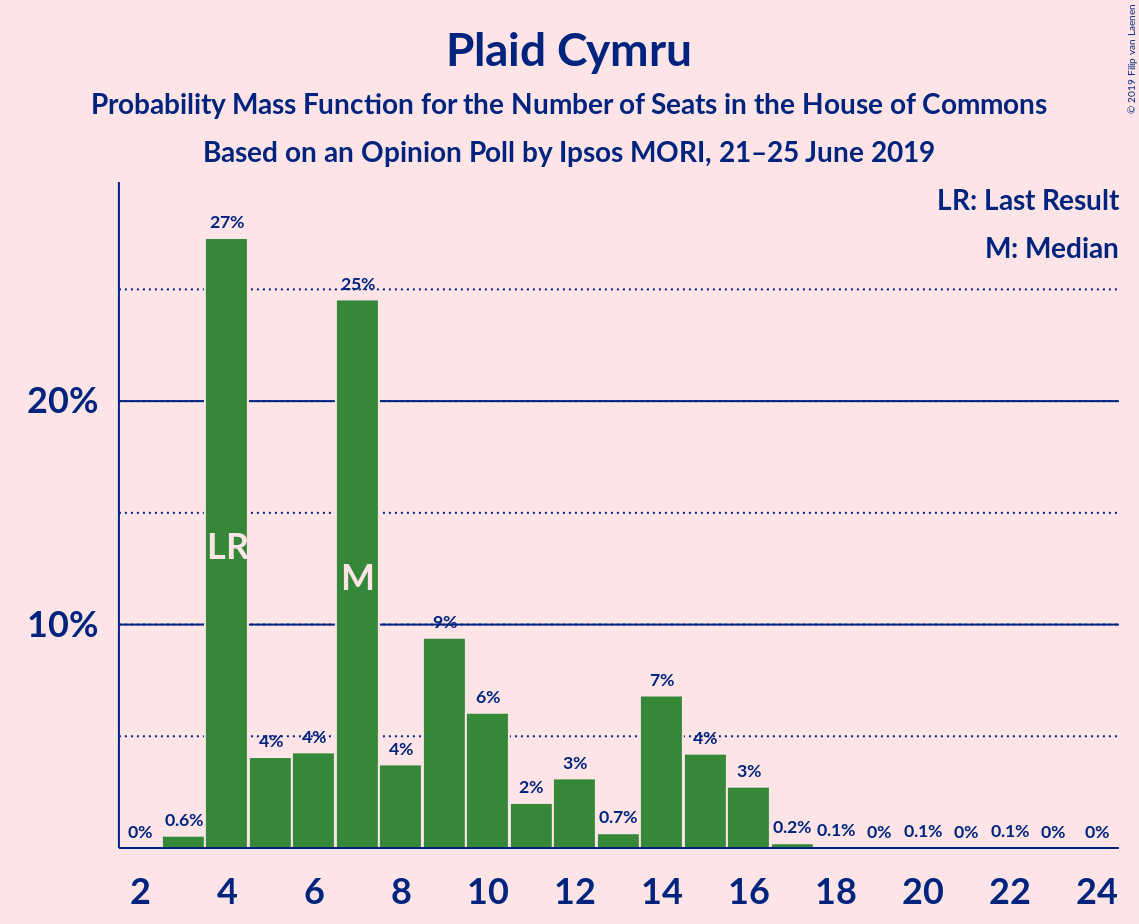 Plaid Cymru
Probability Mass Function for the Number of Seats in the House of Commons
Based on an Opinion Poll by Ipsos MORI, 21–25 June 2019
© 2019 Filip van Laenen
LR: Last Result
M: Median
20%
10%
0%
0.6%
27%
4%
4%
25%
4%
9%
6%
2%
3%
0.7%
7%
4%
3%
0.2%
0.1%
0%
0.1%
0%
0.1%
0%
0%
LR
M
2 4 6 8 10 12 14 16 18 20 22 24